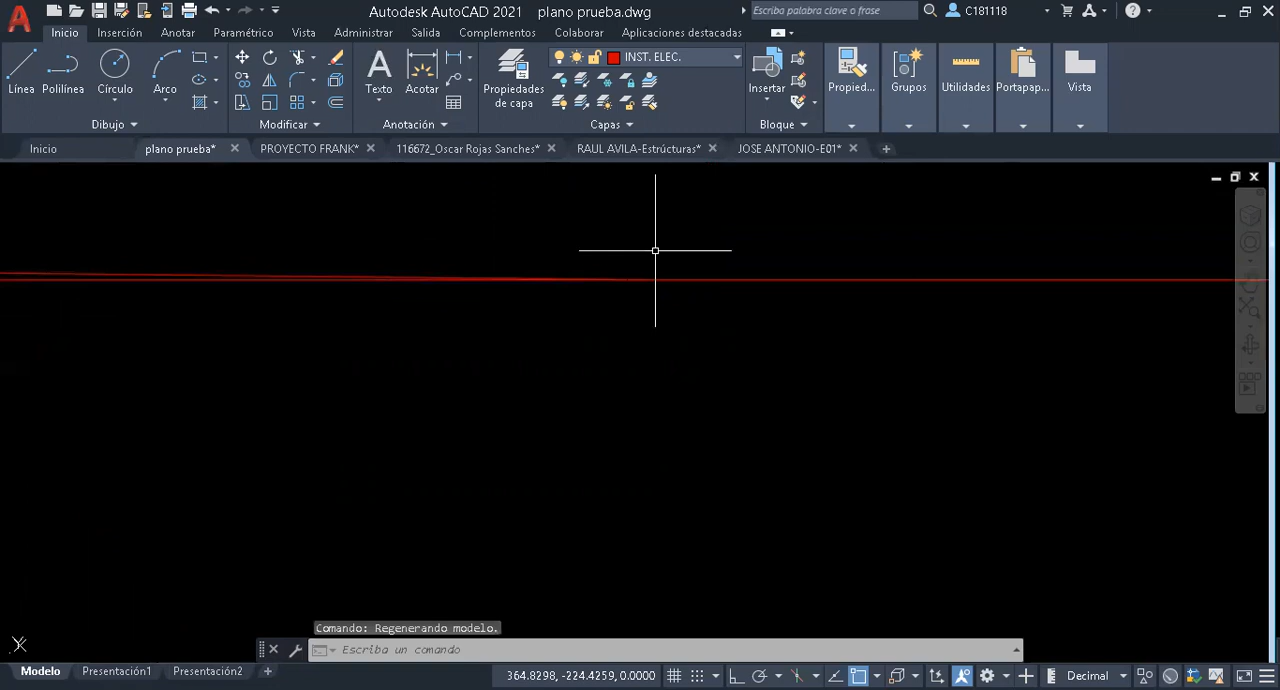 Autodesk AutoCAD 2021 plano prueba.dwg
Escriba palabra clave o frase
C181118
Inicio Inserción Anotar Paramétrico Vista Administrar Salida Complementos Colaborar Aplicaciones destacadas
INST. ELEC.
Línea Polilínea Círculo Arco Texto Acotar Propiedades de capa Insertar Propied... Grupos Utilidades Portapap... Vista
Dibujo Modificar Anotación Capas Bloque
Inicio plano prueba* PROYECTO FRANK* 116672_Oscar Rojas Sanches* RAUL AVILA-Estrúcturas* JOSE ANTONIO-E01*
Comando: Regenerando modelo.
Escriba un comando
Modelo Presentación1 Presentación2
364.8298, -224.4259, 0.0000
Decimal